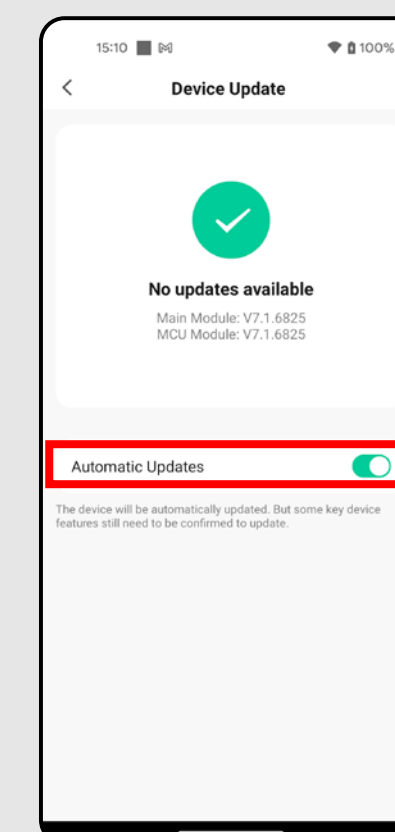 15:10 100%
Device Update
No updates available
Main Module: V7.1.6825
MCU Module: V7.1.6825
Automatic Updates
The device will be automatically updated. But some key device
features still need to be confirmed to update.